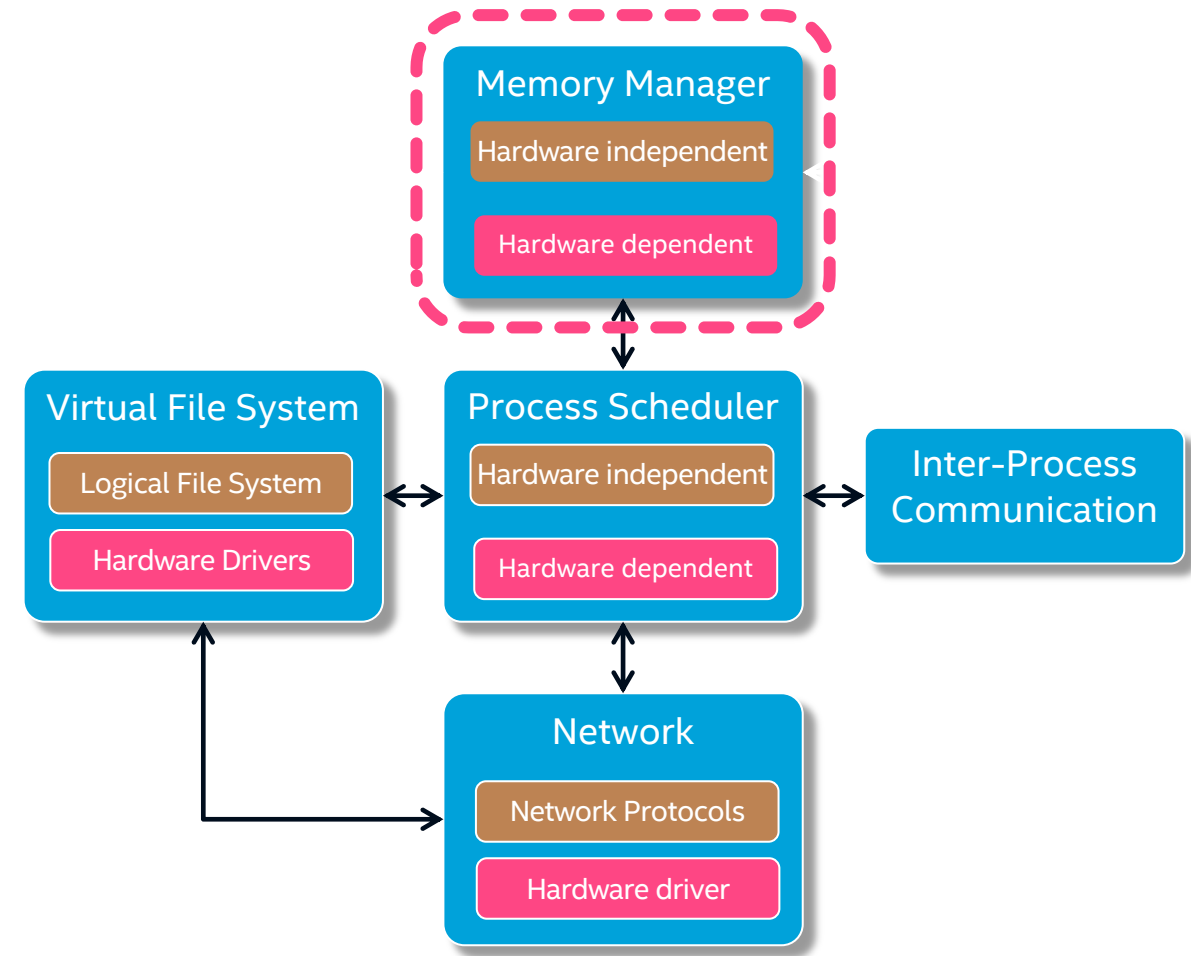 Memory Manager
Hardware independent
Hardware dependent
Virtual File System
Logical File System
Hardware Drivers
Process Scheduler
Hardware independent
Hardware dependent
Inter-Process
Communication
Network
Network Protocols
Hardware driver